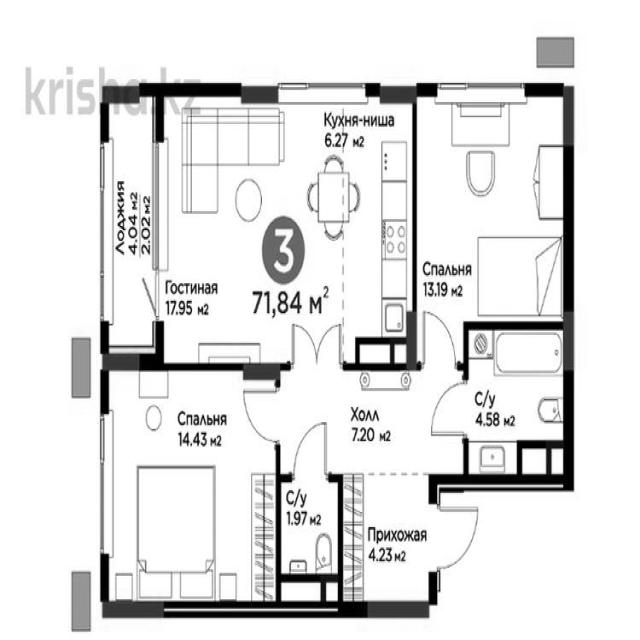 krisha.kz
Кухня-ниша
6.27 м2
Лоджия
4.04 м2
2.02 м2
3
71,84 м2
Гостиная
17.95 м2
Спальня
13.19 м2
Спальня
14.43 м2
Холл
7.20 м2
С/у
4.58 м2
С/у
1.97 м2
Прихожая
4.23 м2